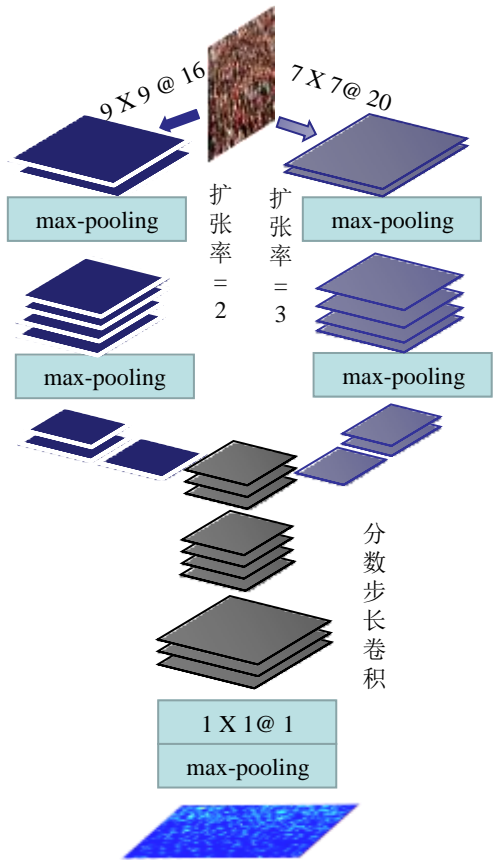 9 X 9 @ 16
7 X 7@ 20
max-pooling
扩张率=2
扩张率=3
max-pooling
max-pooling
max-pooling
分数步长卷积
1 X 1@ 1
max-pooling